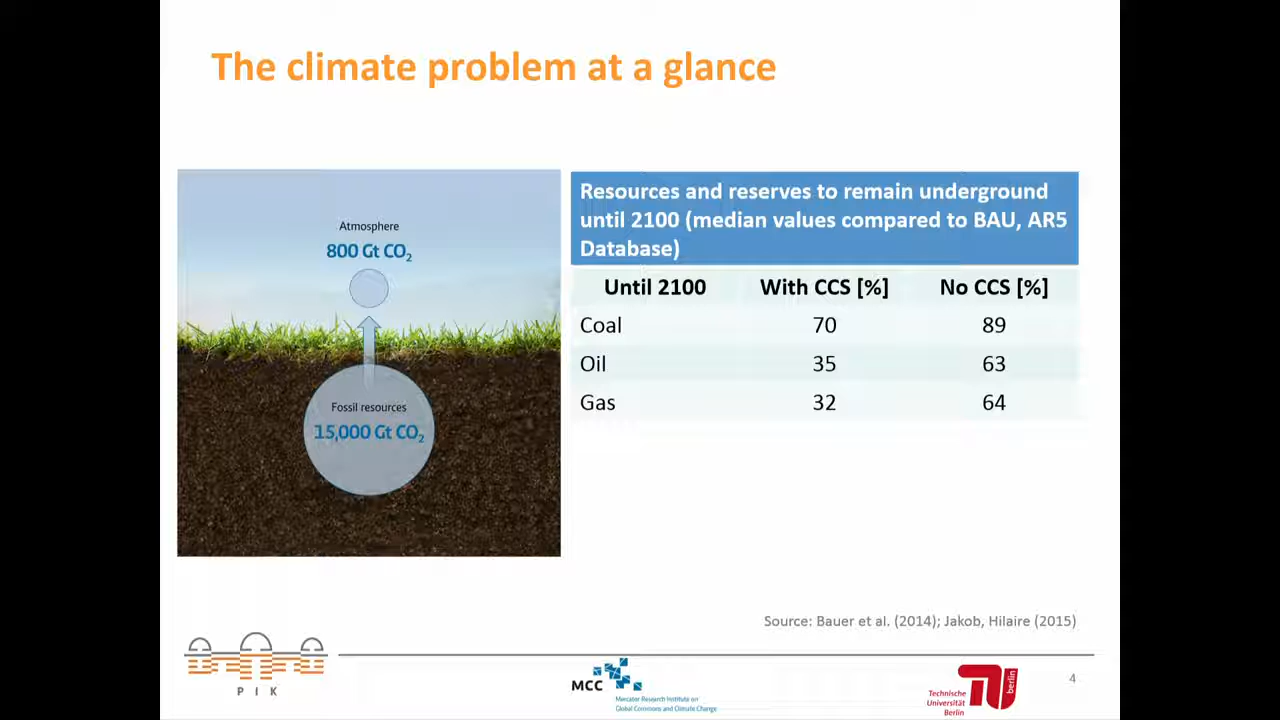 The climate problem at a glance
Atmosphere
800 Gt CO₂
Fossil resources
15,000 Gt CO₂
Resources and reserves to remain underground
until 2100 (median values compared to BAU, AR5
Database)
Until 2100 With CCS [%] No CCS [%]
Coal 70 89
Oil 35 63
Gas 32 64
Source: Bauer et al. (2014); Jakob, Hilaire (2015)
PIK
MCC
Mercator Research Institute on
Global Commons and Climate Change
Technische
Universität
Berlin
berlin
4